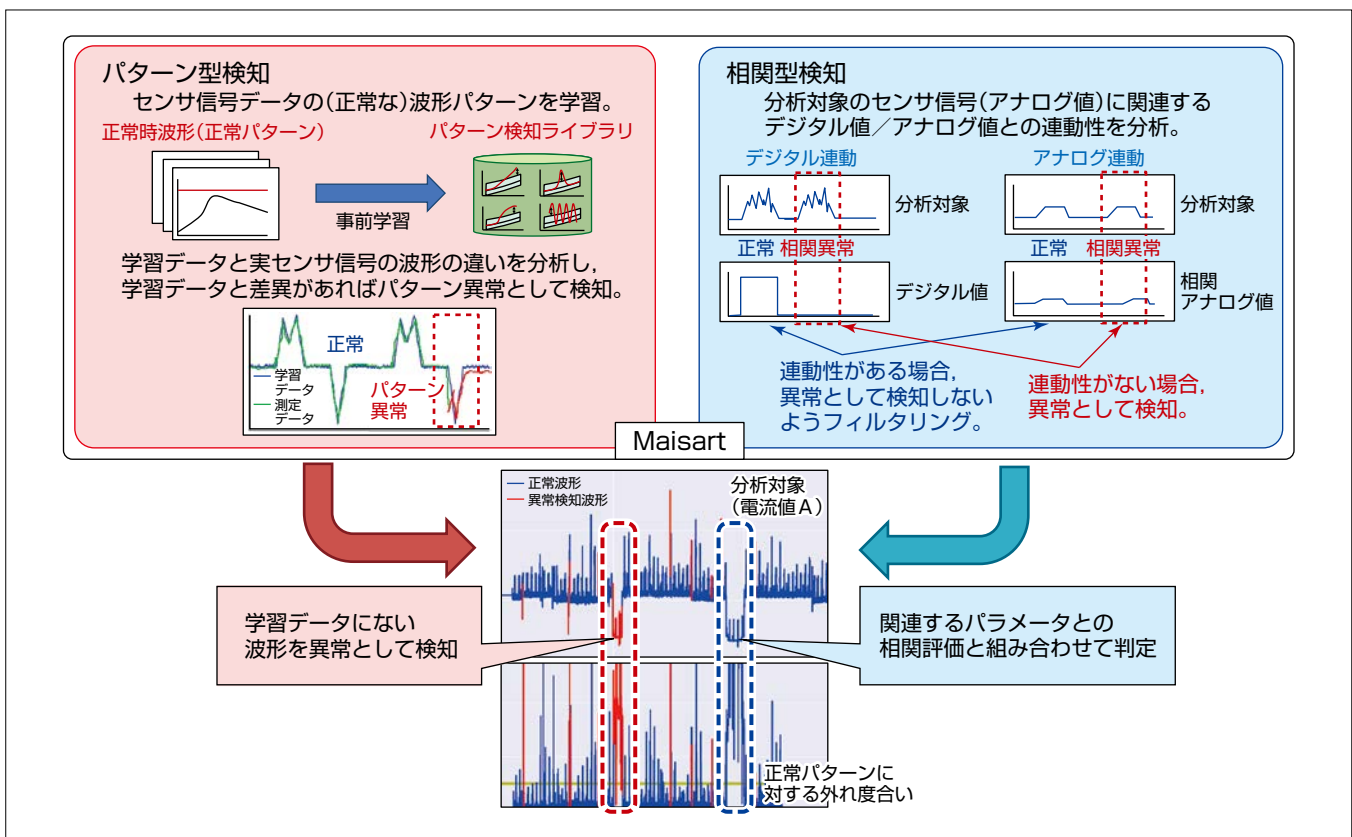 パターン型検知
センサ信号データの(正常な)波形パターンを学習。
正常時波形(正常パターン)
パターン検知ライブラリ
事前学習
学習データと実センサ信号の波形の違いを分析し,
学習データと差異があればパターン異常として検知。
正常
学習
データ
測定
データ
パターン
異常
相関型検知
分析対象のセンサ信号(アナログ値)に関連する
デジタル値/アナログ値との連動性を分析。
デジタル連動
アナログ連動
分析対象
分析対象
正常 相関異常
正常 相関異常
デジタル値
相関
アナログ値
連動性がある場合,
異常として検知しない
ようフィルタリング。
連動性がない場合,
異常として検知。
Maisart
正常波形
異常検知波形
分析対象
(電流値A)
学習データにない
波形を異常として検知
関連するパラメータとの
相関評価と組み合わせて判定
正常パターンに
対する外れ度合い